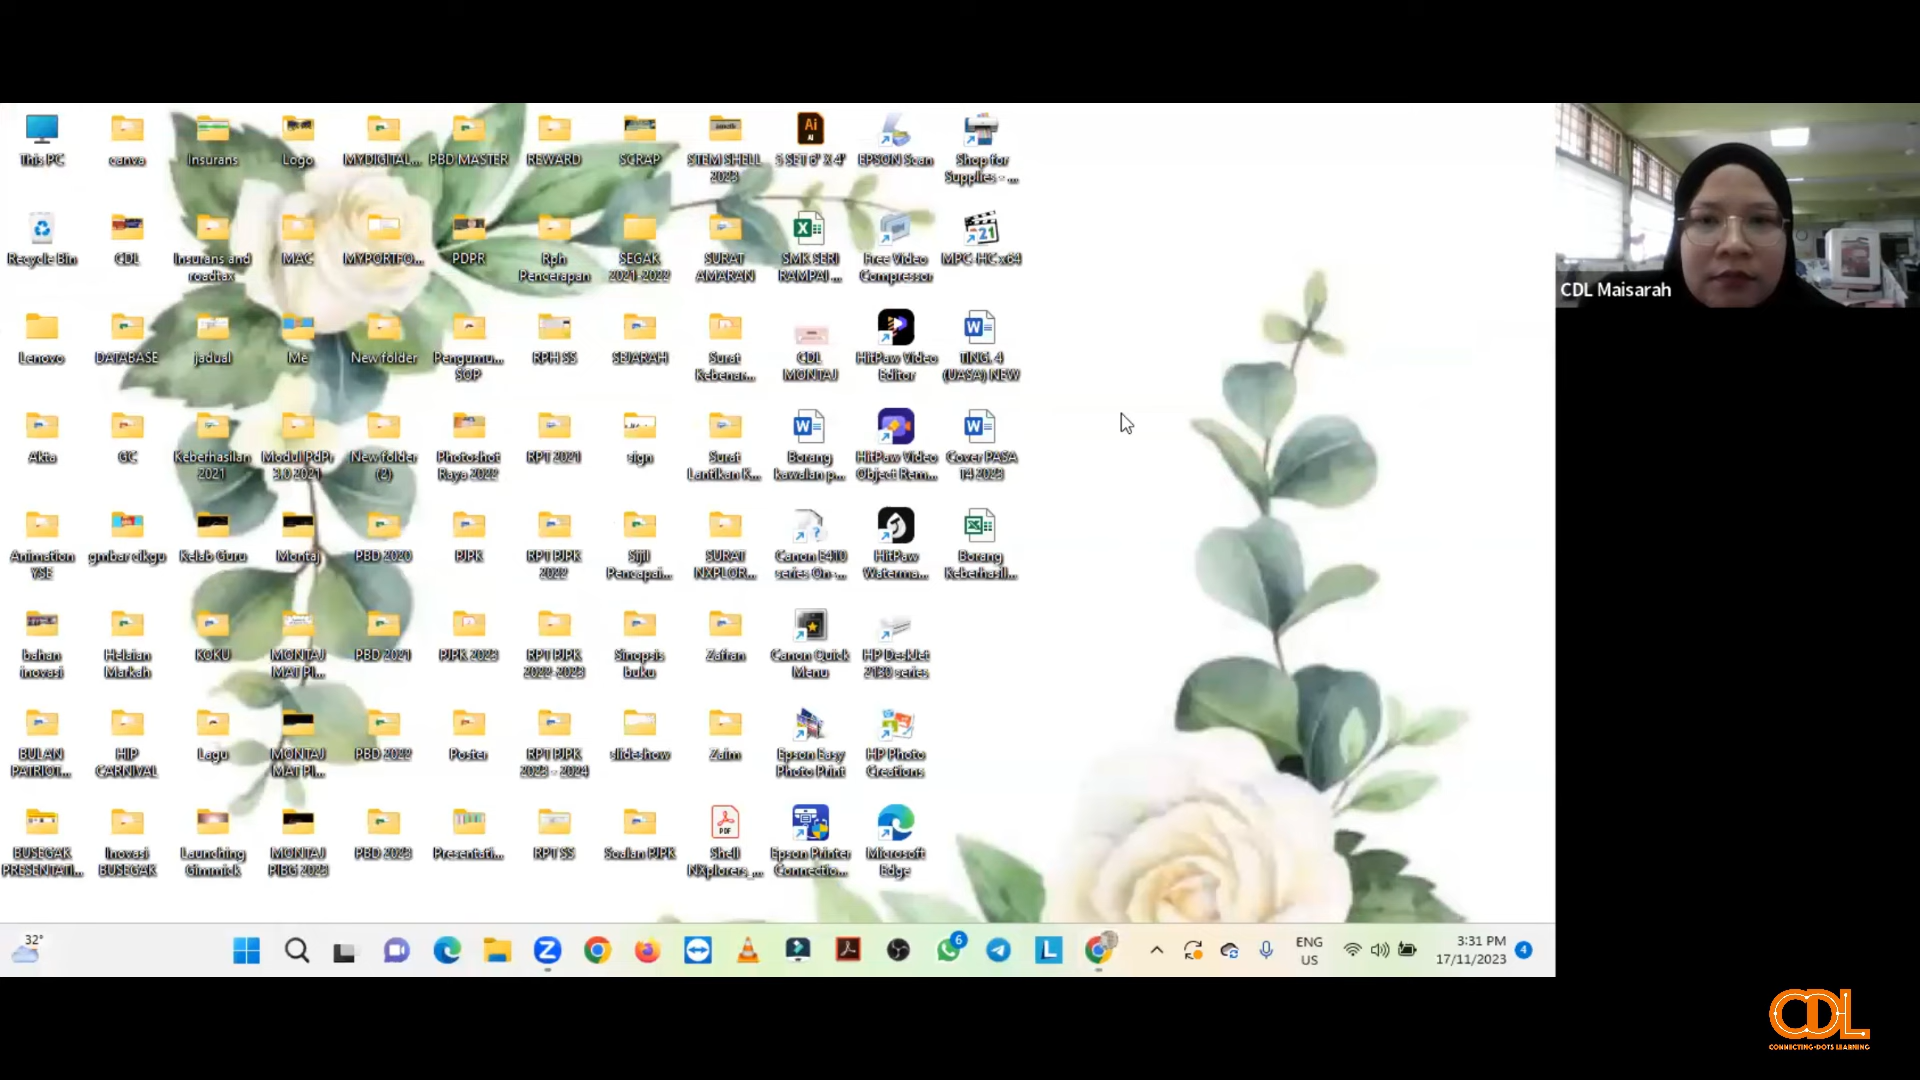 This PC
canva
Insurans
Logo
MYDIGITAL...
PBD MASTER
REWARD
SCRAP
STEM SHELL
2023
5 SET 6' X 4'
EPSON Scan
Shop for
Supplies - ...
Recycle Bin
CDL
Insurans and
roadtax
MAC
MYPORTFO...
PDPR
Rph
Pencerapan
SEGAK
2021-2022
SURAT
AMARAN
SMK SERI
RAMPAI ...
Free Video
Compressor
MPC-HC x64
Lenovo
DATABASE
jadual
Me
New folder
Pengumu...
SOP
RPH SS
SEJARAH
Surat
Kebenar...
CDL
MONTAJ
HitPaw Video
Editor
TING. 4
(UASA) NEW
Akta
GC
Keberhasilan
2021
Modul PdPr
3.0 2021
New folder
(2)
Photoshot
Raya 2022
RPT 2021
sign
Surat
Lantikan K...
Borang
kawalan p...
HitPaw Video
Object Rem...
Cover PASA
T4 2023
Animation
YSE
gmbar cikgu
Kelab Guru
Montaj
PBD 2020
PJPK
RPT PJPK
2022
Sijil
Pencapai...
SURAT
NXPLOR...
Canon E410
series On-...
HitPaw
Waterma...
Borang
Keberhasil...
bahan
inovasi
Helaian
Markah
KOKU
MONTAJ
MAT PI...
PBD 2021
PJPK 2023
RPT PJPK
2022-2023
Sinopsis
buku
Zafran
Canon Quick
Menu
HP DeskJet
2130 series
BULAN
PATRIOT...
HIP
CARNIVAL
Lagu
MONTAJ
MAT PI...
PBD 2022
Poster
RPT PJPK
2023 - 2024
slideshow
Zaim
Epson Easy
Photo Print
HP Photo
Creations
BUSEGAK
PRESENTATI...
Inovasi
BUSEGAK
Launching
Gimmick
MONTAJ
PIBG 2023
PBD 2023
Presentati...
RPT SS
Soalan PJPK
Shell
NXplorers_...
Epson Printer
Connectio...
Microsoft
Edge
CDL Maisarah
32°
6
ENG
US
3:31 PM
17/11/2023
4
CDL
CONNECTING-DOTS LEARNING